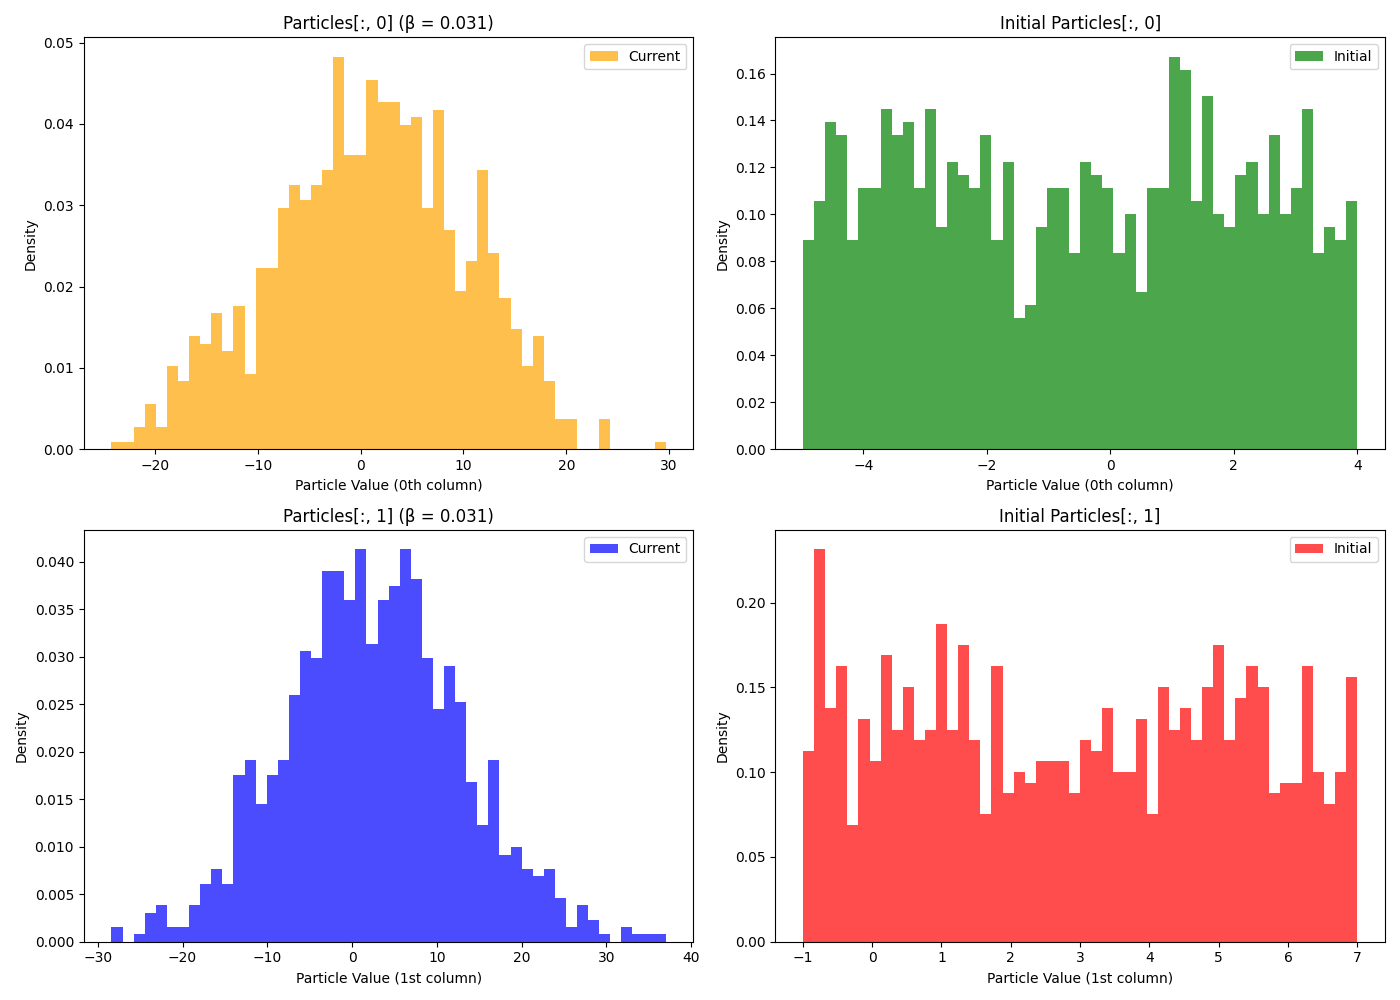 Particles[:, 0] (β = 0.031)
Current
Density
0.05
0.04
0.03
0.02
0.01
0.00
−20 −10 0 10 20 30
Particle Value (0th column)
Initial Particles[:, 0]
Initial
Density
0.16
0.14
0.12
0.10
0.08
0.06
0.04
0.02
0.00
−4 −2 0 2 4
Particle Value (0th column)
Particles[:, 1] (β = 0.031)
Current
Density
0.040
0.035
0.030
0.025
0.020
0.015
0.010
0.005
0.000
−30 −20 −10 0 10 20 30 40
Particle Value (1st column)
Initial Particles[:, 1]
Initial
Density
0.20
0.15
0.10
0.05
0.00
−1 0 1 2 3 4 5 6 7
Particle Value (1st column)